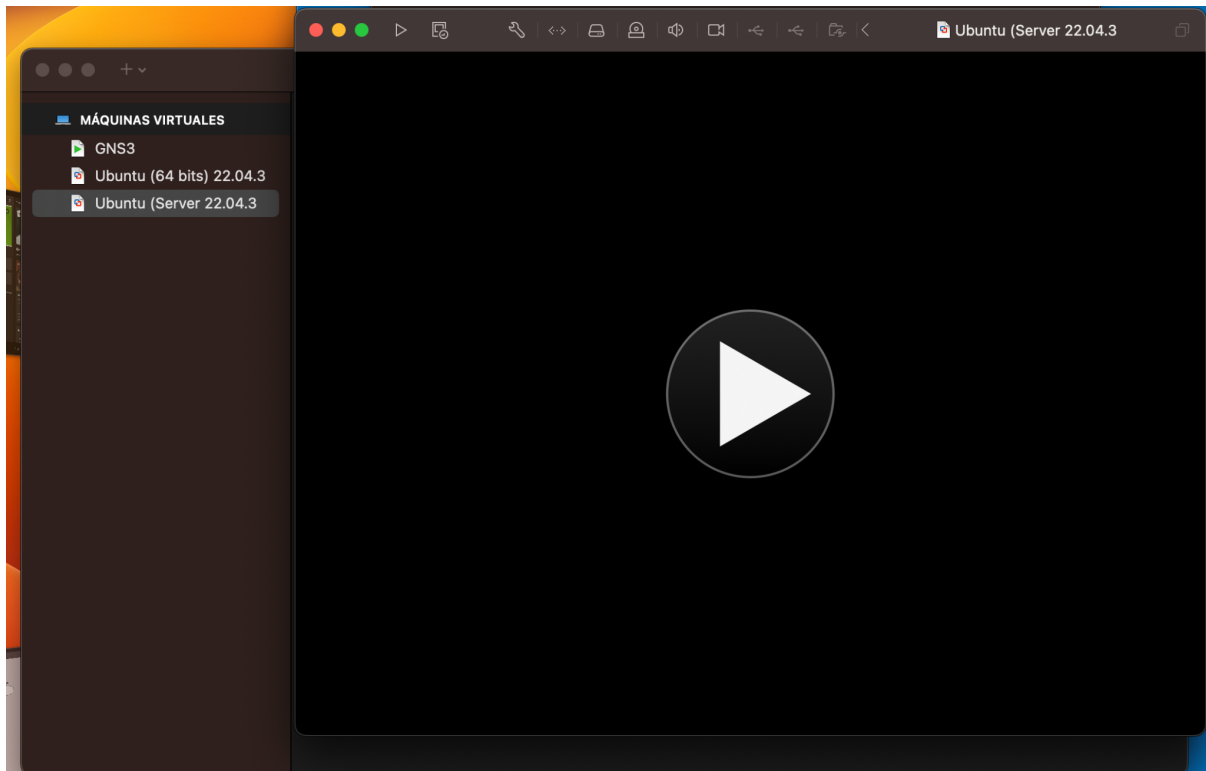 Ubuntu (Server 22.04.3
MÁQUINAS VIRTUALES
GNS3
Ubuntu (64 bits) 22.04.3
Ubuntu (Server 22.04.3